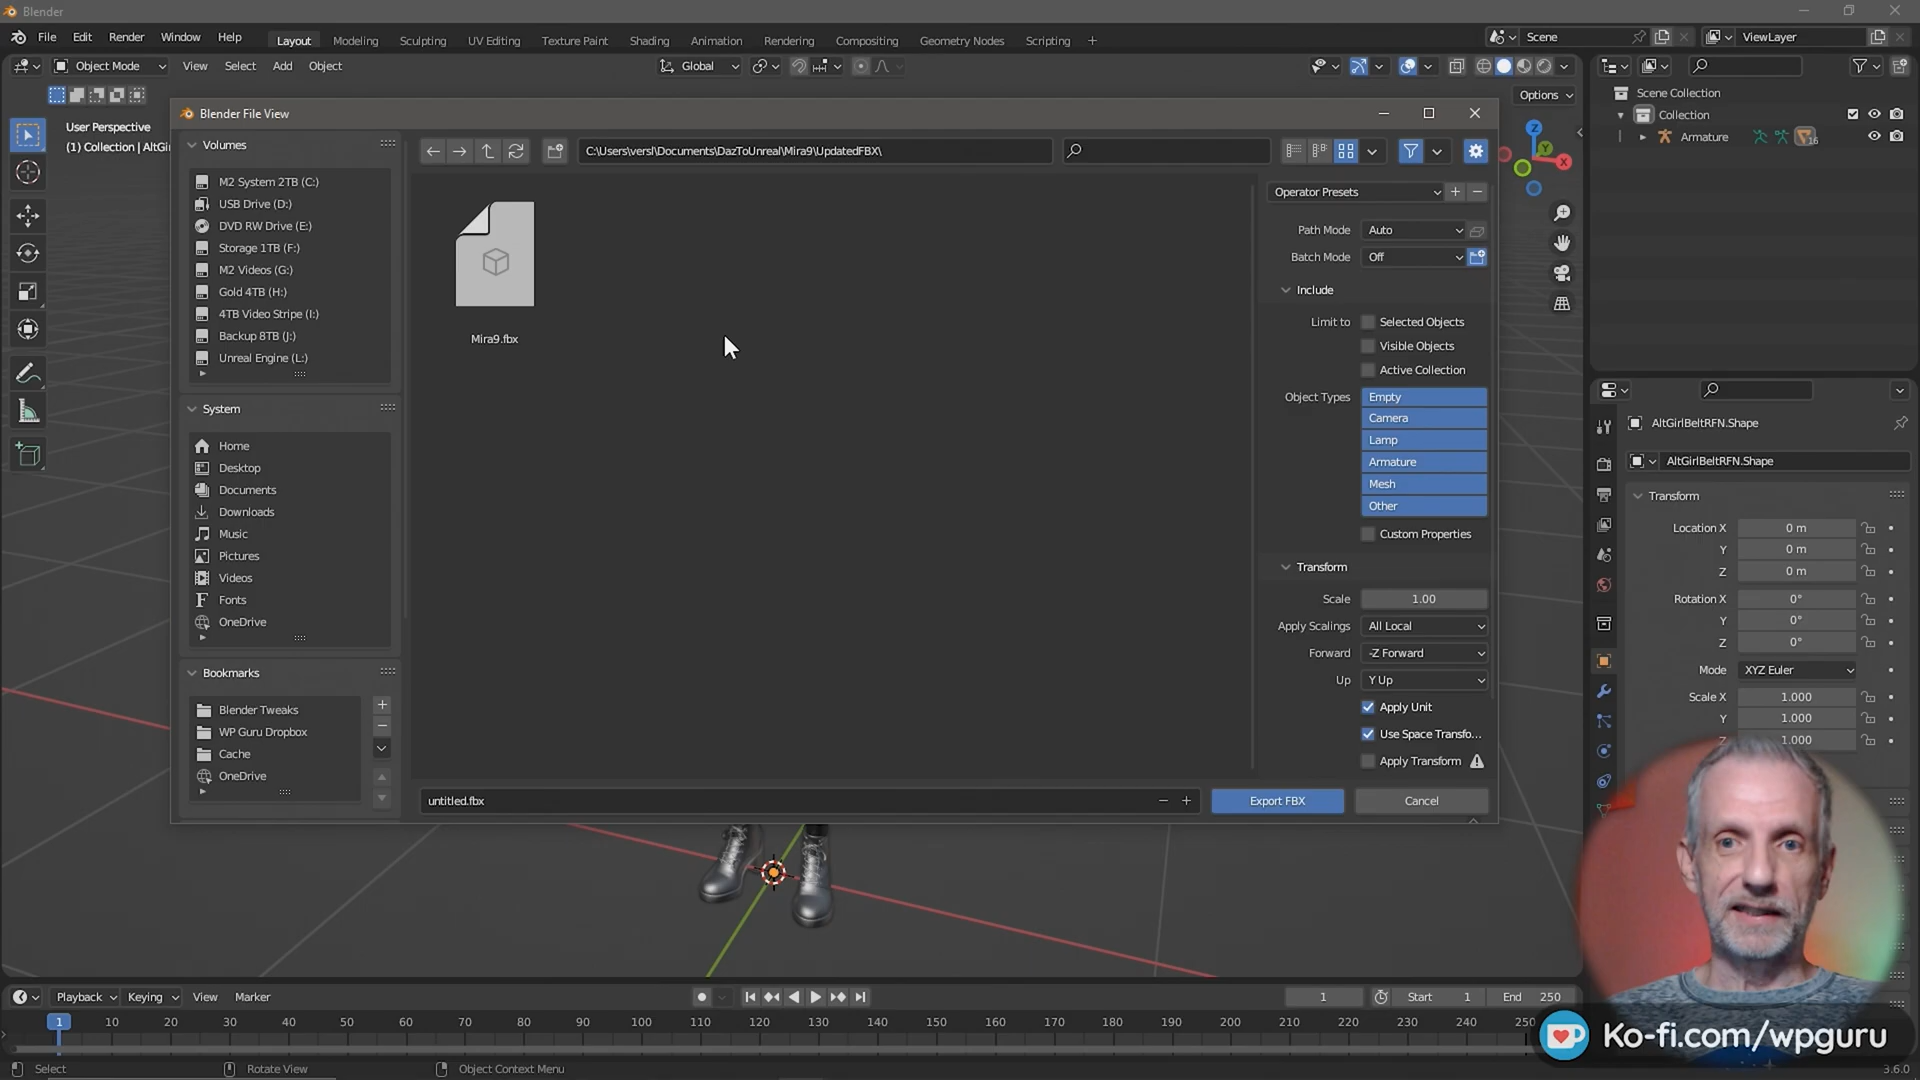 Blender
File Edit Render Window Help
Layout Modeling Sculpting UV Editing Texture Paint Shading Animation Rendering Compositing Geometry Nodes Scripting +
Scene
ViewLayer
Object Mode
View Select Add Object
Global
Options
User Perspective
(1) Collection | AltGi
Z
Y
X
Scene Collection
Collection
Armature
16
Blender File View
Volumes
M2 System 2TB (C:)
USB Drive (D:)
DVD RW Drive (E:)
Storage 1TB (F:)
M2 Videos (G:)
Gold 4TB (H:)
4TB Video Stripe (I:)
Backup 8TB (J:)
Unreal Engine (L:)
System
Home
Desktop
Documents
Downloads
Music
Pictures
Videos
Fonts
OneDrive
Bookmarks
Blender Tweaks
WP Guru Dropbox
Cache
OneDrive
C:\Users\versl\Documents\DazToUnreal\Mira9\UpdatedFBX\
Mira9.fbx
untitled.fbx
Export FBX
Cancel
Operator Presets
Path Mode Auto
Batch Mode Off
Include
Limit to Selected Objects
Visible Objects
Active Collection
Object Types Empty
Camera
Lamp
Armature
Mesh
Other
Custom Properties
Transform
Scale 1.00
Apply Scalings All Local
Forward -Z Forward
Up Y Up
Apply Unit
Use Space Transfo...
Apply Transform
AltGirlBeltRFN.Shape
AltGirlBeltRFN.Shape
Transform
Location X 0 m
Y 0 m
Z 0 m
Rotation X 0°
Y 0°
Z 0°
Mode XYZ Euler
Scale X 1.000
Y 1.000
Z 1.000
Playback Keying View Marker
1
Start 1
End 250
1 10 20 30 40 50 60 70 80 90 100 110 120 130 140 150 160 170 180 190 200 210 220 230 240 250
Ko-fi.com/wpguru
Select
Rotate View
Object Context Menu
3.6.0